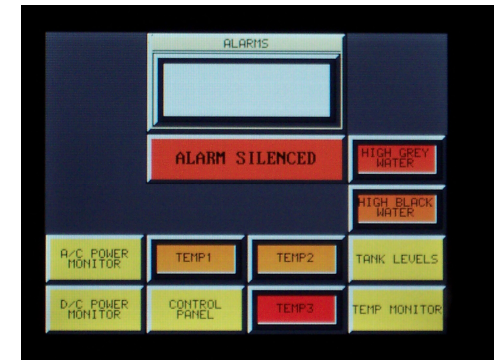 ALARMS
ALARM SILENCED
HIGH GREY
WATER
HIGH BLACK
WATER
A/C POWER
MONITOR
TEMP1
TEMP2
TANK LEVELS
D/C POWER
MONITOR
CONTROL
PANEL
TEMP3
TEMP MONITOR